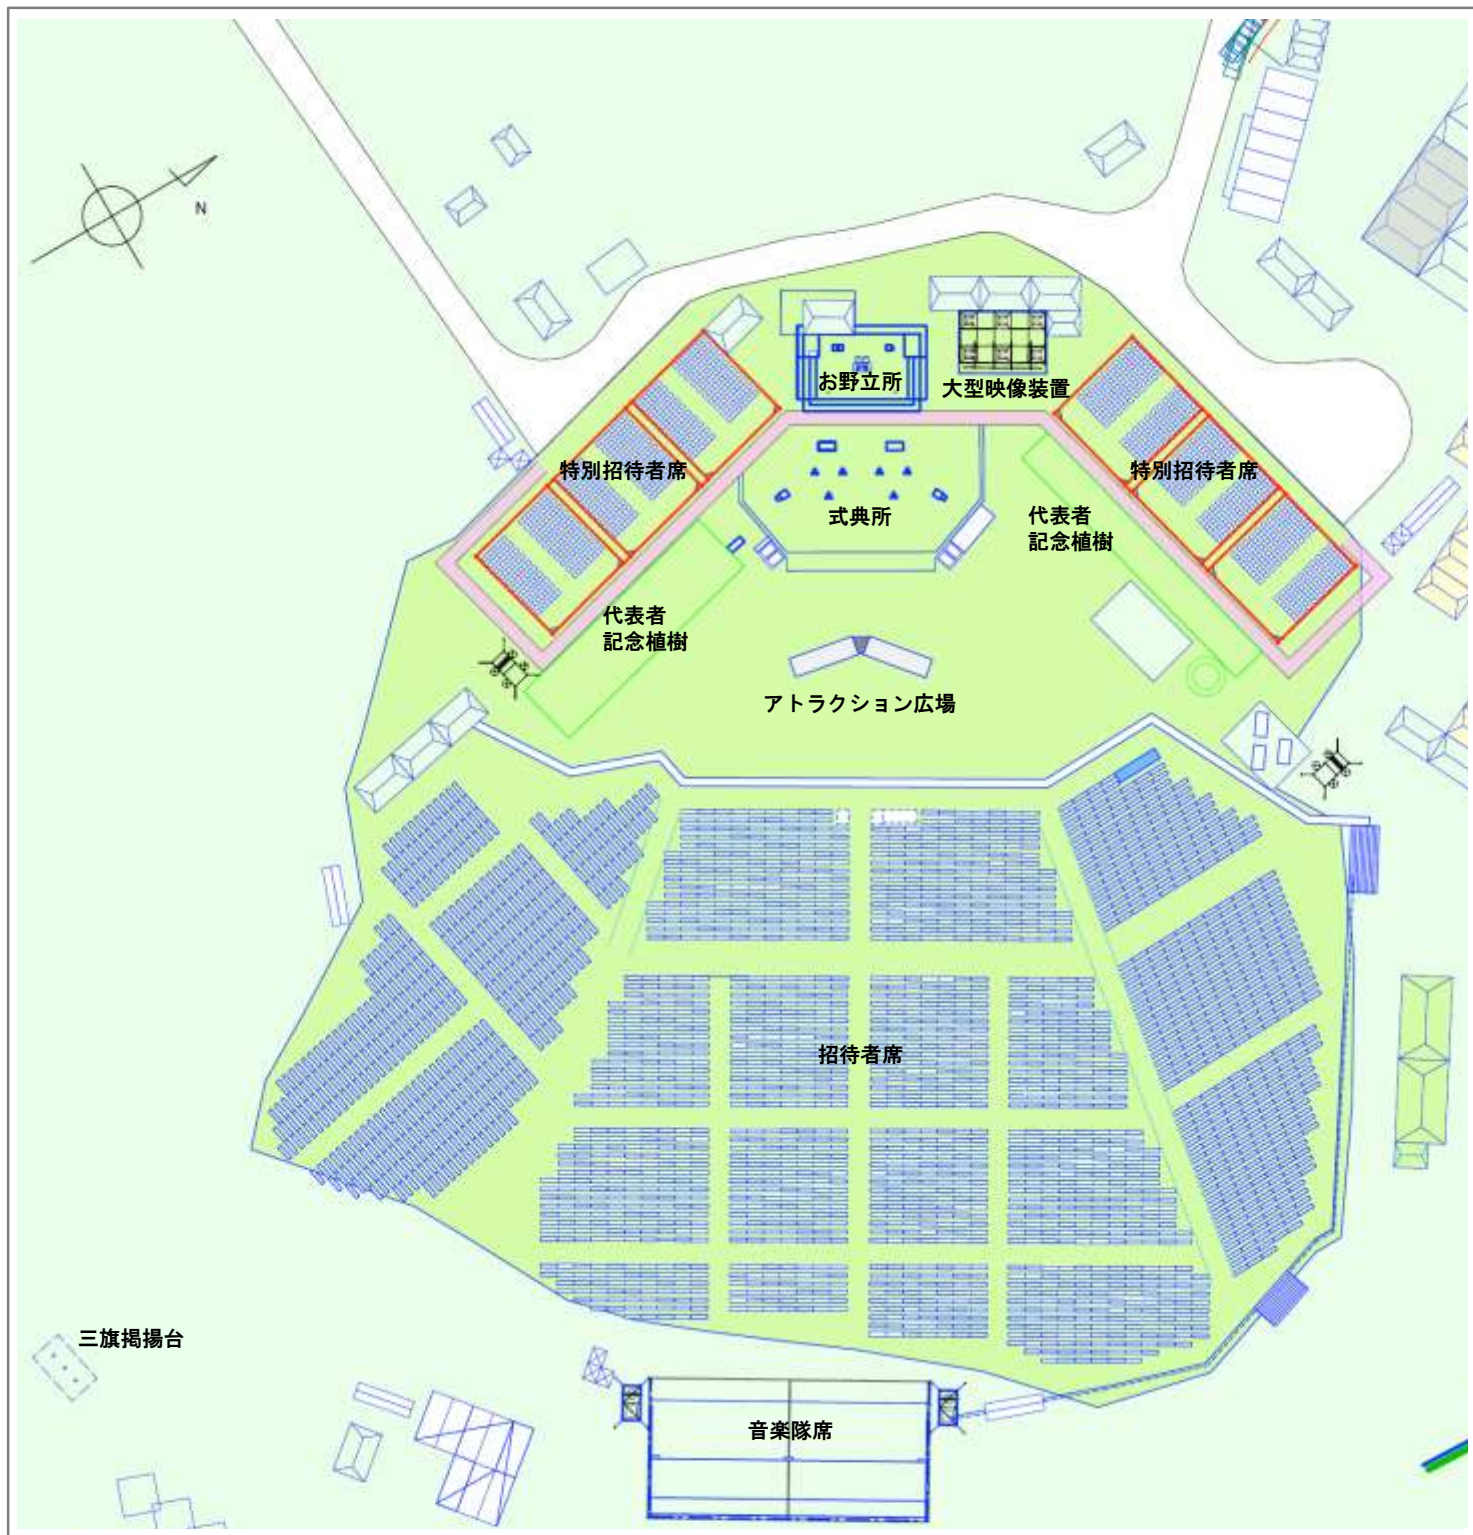 N
お野立所
大型映像装置
特別招待者席
特別招待者席
式典所
代表者
記念植樹
代表者
記念植樹
アトラクション広場
招待者席
三旗掲揚台
音楽隊席